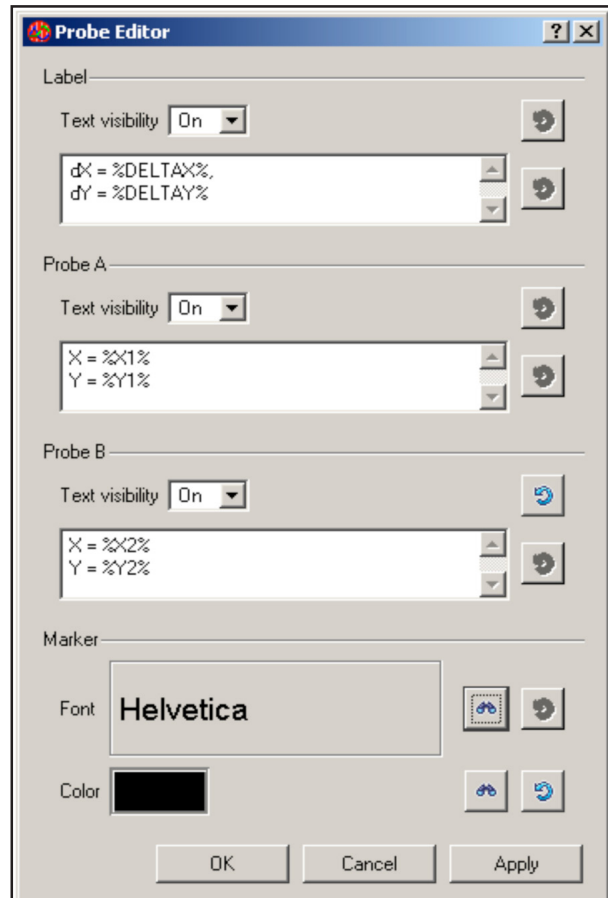 Probe Editor
Label
Text visibility On
dX = %DELTAX%,
dY = %DELTAY%
Probe A
Text visibility On
X = %X1%
Y = %Y1%
Probe B
Text visibility On
X = %X2%
Y = %Y2%
Marker
Font Helvetica
Color
OK Cancel Apply